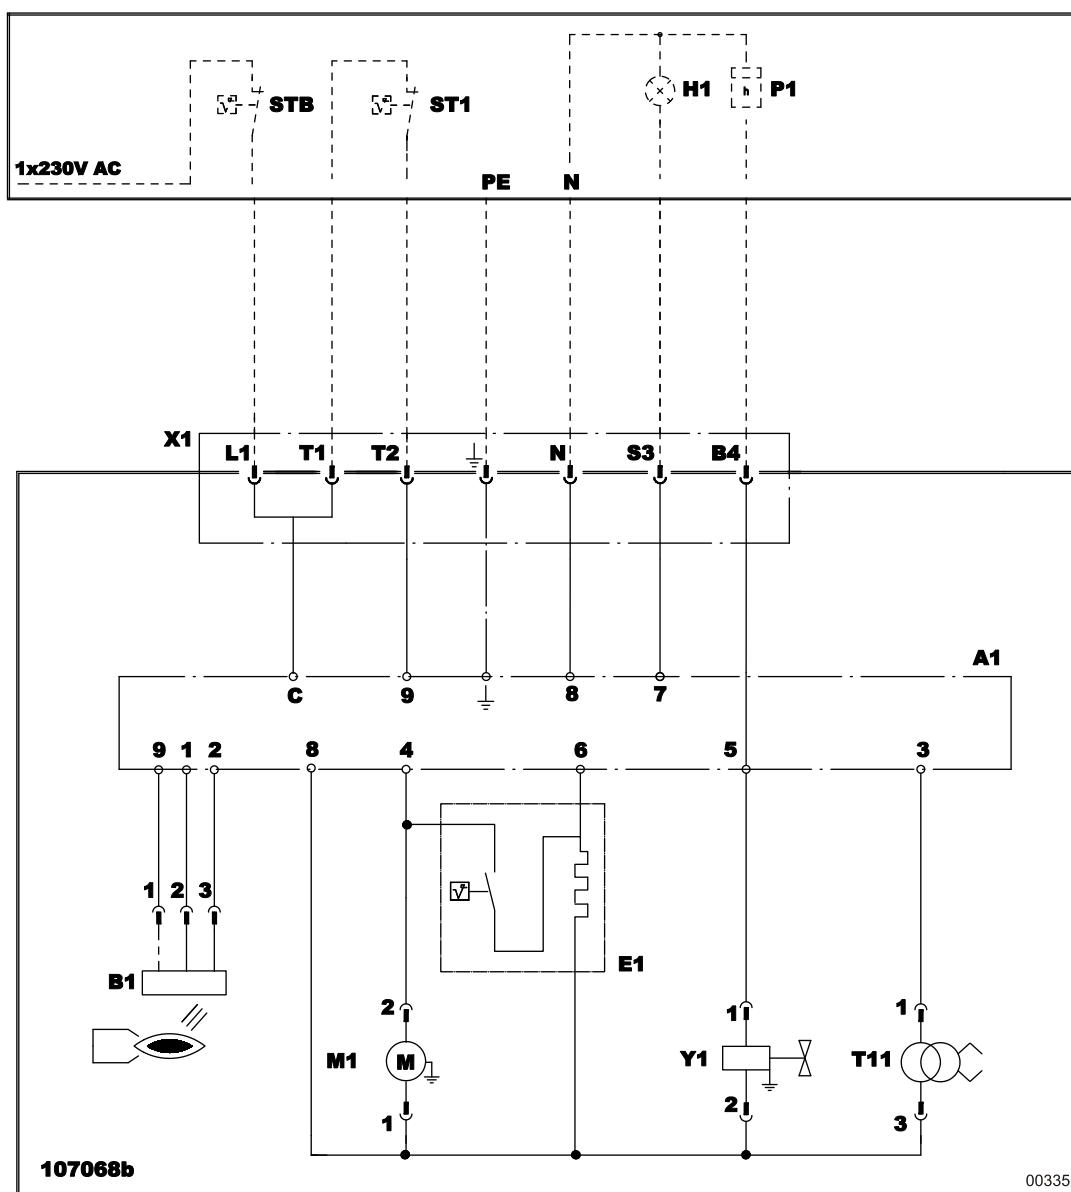 STB ST1 H1 h P1
1x230V AC
PE N
X1
L1 T1 T2 N S3 B4
A1
C 9 8 7
9 1 2 8 4 6 5 3
1 2 3
E1
B1
2 1 1
M1 M Y1 T11
1 2 3
107068b
00335